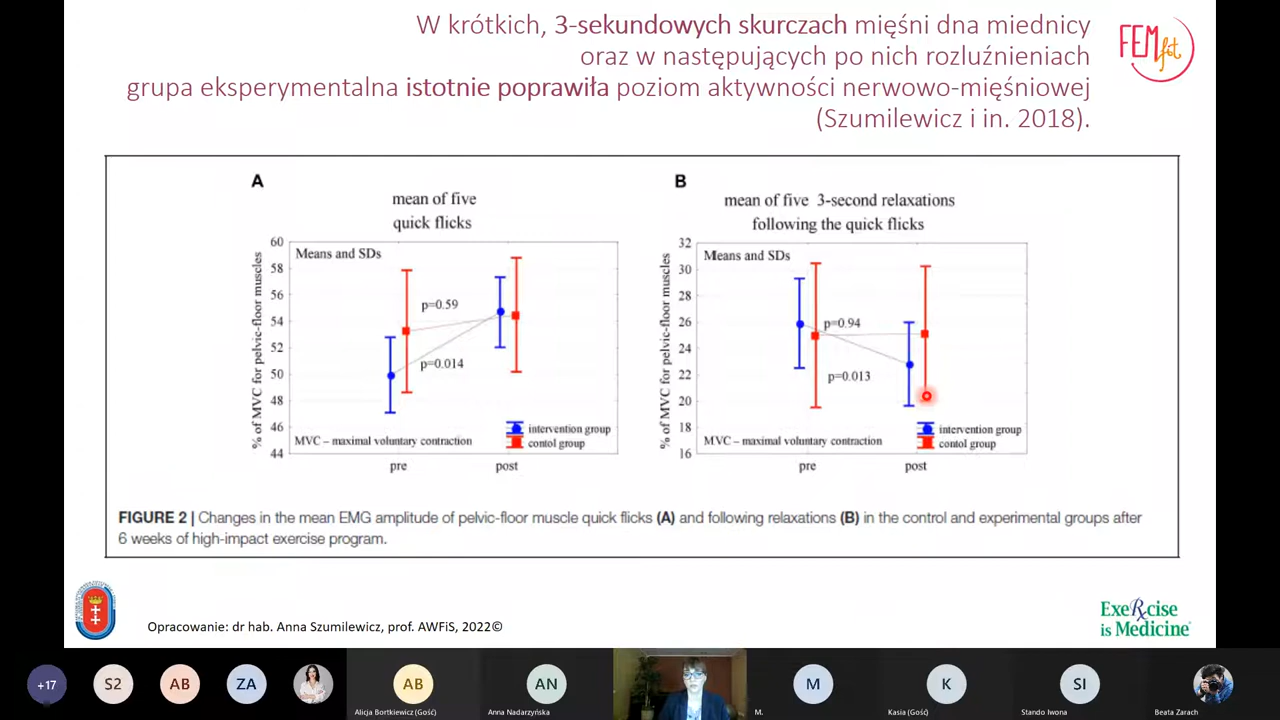 W krótkich, 3-sekundowych skurczach mięśni dna miednicy
oraz w następujących po nich rozluźnieniach
grupa eksperymentalna istotnie poprawiła poziom aktywności nerwowo-mięśniowej
(Szumilewicz i in. 2018).
FEM
fit
A
mean of five
quick flicks
% of MVC for pelvic-floor muscles
60
58
56
54
52
50
48
46
44
Means and SDs
p=0.59
p=0.014
intervention group
contol group
MVC – maximal voluntary contraction
pre
post
B
mean of five 3-second relaxations
following the quick flicks
% of MVC for pelvic-floor muscles
32
30
28
26
24
22
20
18
16
Means and SDs
p=0.94
p=0.013
intervention group
contol group
MVC – maximal voluntary contraction
pre
post
FIGURE 2 | Changes in the mean EMG amplitude of pelvic-floor muscle quick flicks (A) and following relaxations (B) in the control and experimental groups after
6 weeks of high-impact exercise program.
Opracowanie: dr hab. Anna Szumilewicz, prof. AWFiS, 2022©
ExeRcise
is Medicine®
+17
S2
AB
ZA
AB
Alicja Bortkiewicz (Gość)
AN
Anna Nadarzyńska
M
M.
K
Kasia (Gość)
SI
Stando Iwona
Beata Zarach